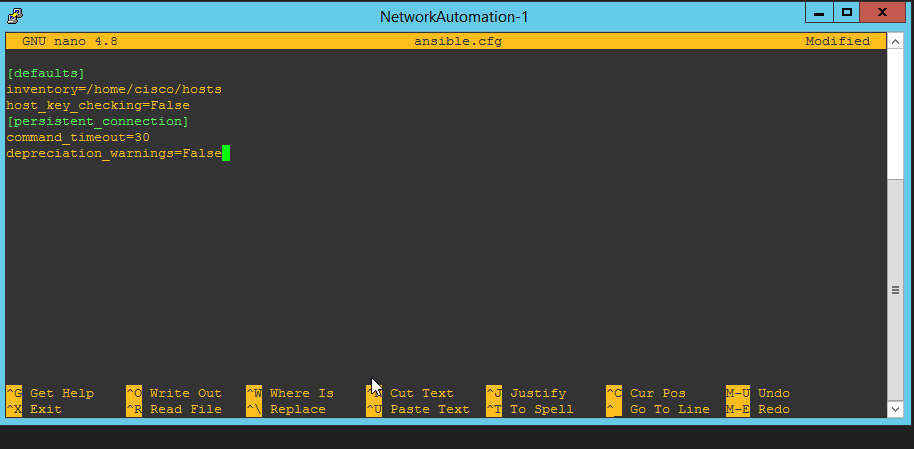 NetworkAutomation-1
GNU nano 4.8 ansible.cfg Modified
[defaults]
inventory=/home/cisco/hosts
host_key_checking=False
[persistent_connection]
command_timeout=30
depreciation_warnings=False
^G Get Help ^O Write Out ^W Where Is Cut Text ^J Justify ^C Cur Pos M-U Undo
^X Exit ^R Read File ^\ Replace ^U Paste Text ^T To Spell ^_ Go To Line M-E Redo